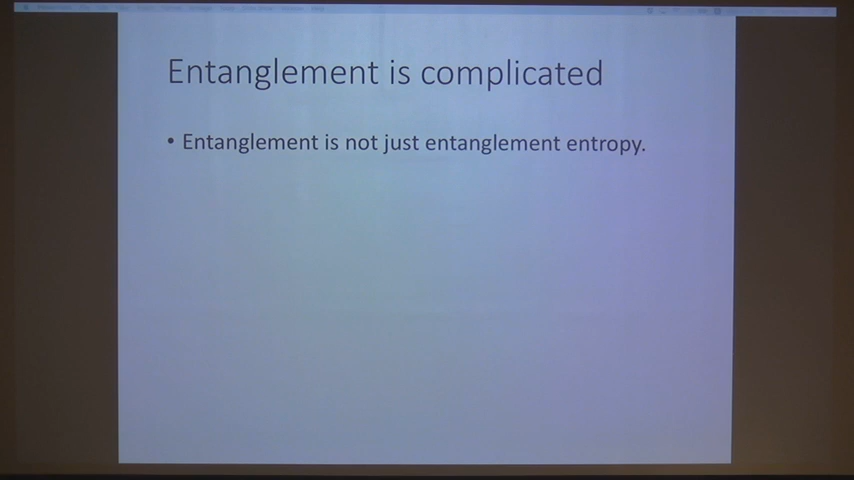 Entanglement is complicated
• Entanglement is not just entanglement entropy.